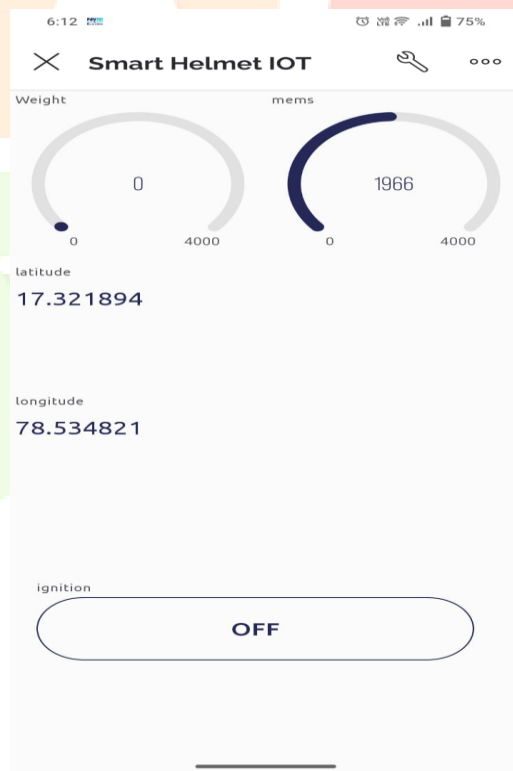 6:12 75%
Smart Helmet IOT
Weight mems
0 1966
0 4000 0 4000
latitude
17.321894
longitude
78.534821
ignition
OFF